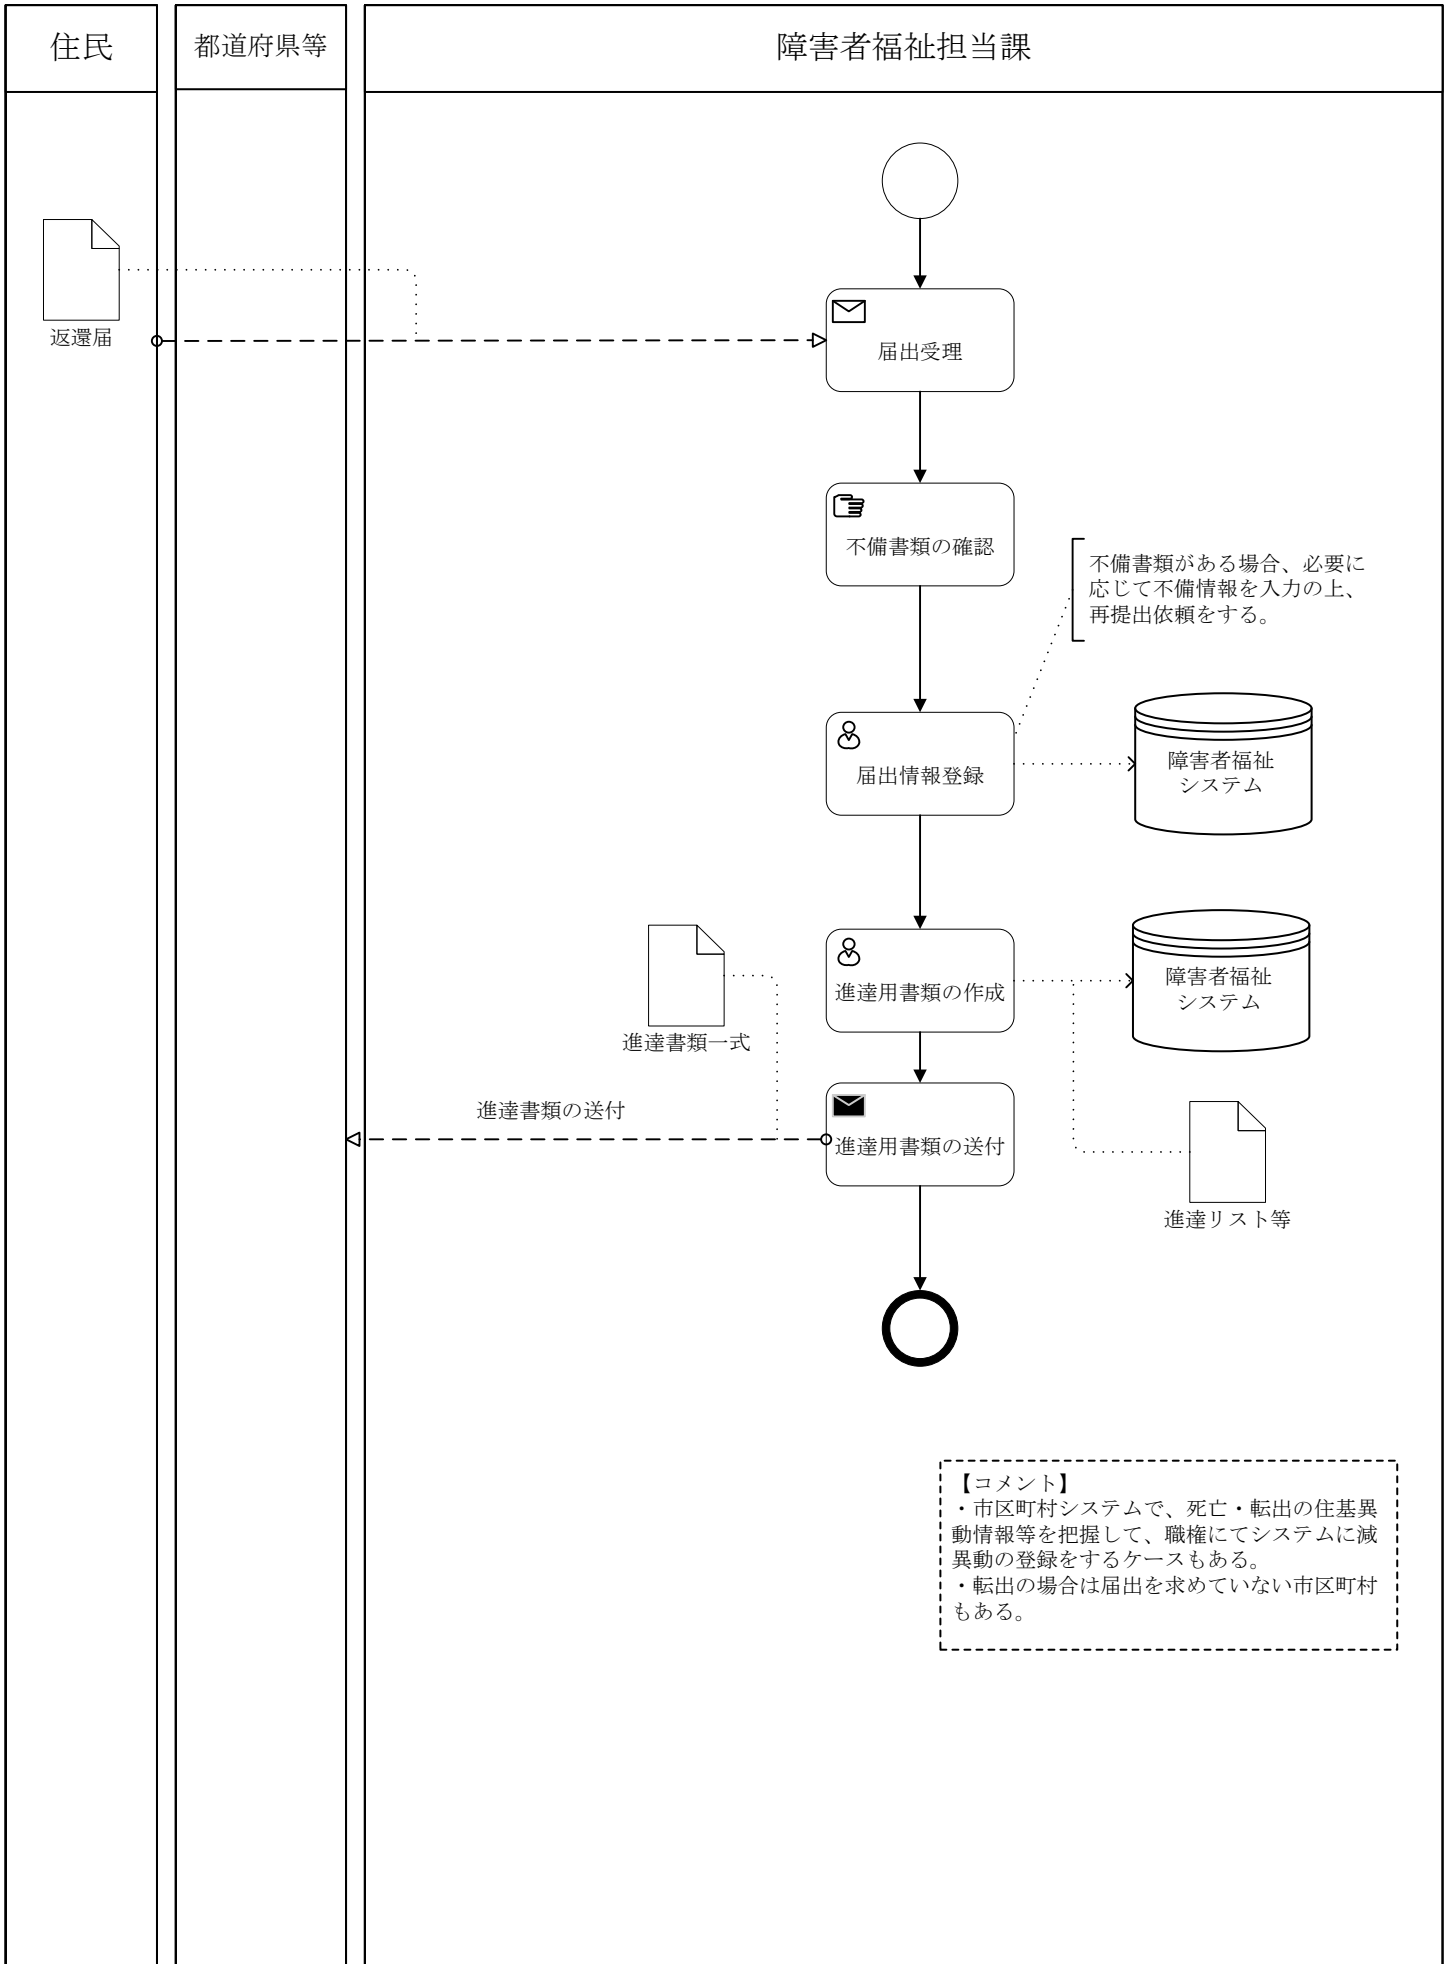 住民
都道府県等
障害者福祉担当課
返還届
届出受理
不備書類の確認
不備書類がある場合、必要に
応じて不備情報を入力の上、
再提出依頼をする。
届出情報登録
障害者福祉
システム
進達書類一式
進達用書類の作成
障害者福祉
システム
進達書類の送付
進達用書類の送付
進達リスト等
【コメント】
・市区町村システムで、死亡・転出の住基異
動情報等を把握して、職権にてシステムに減
異動の登録をするケースもある。
・転出の場合は届出を求めていない市区町村
もある。